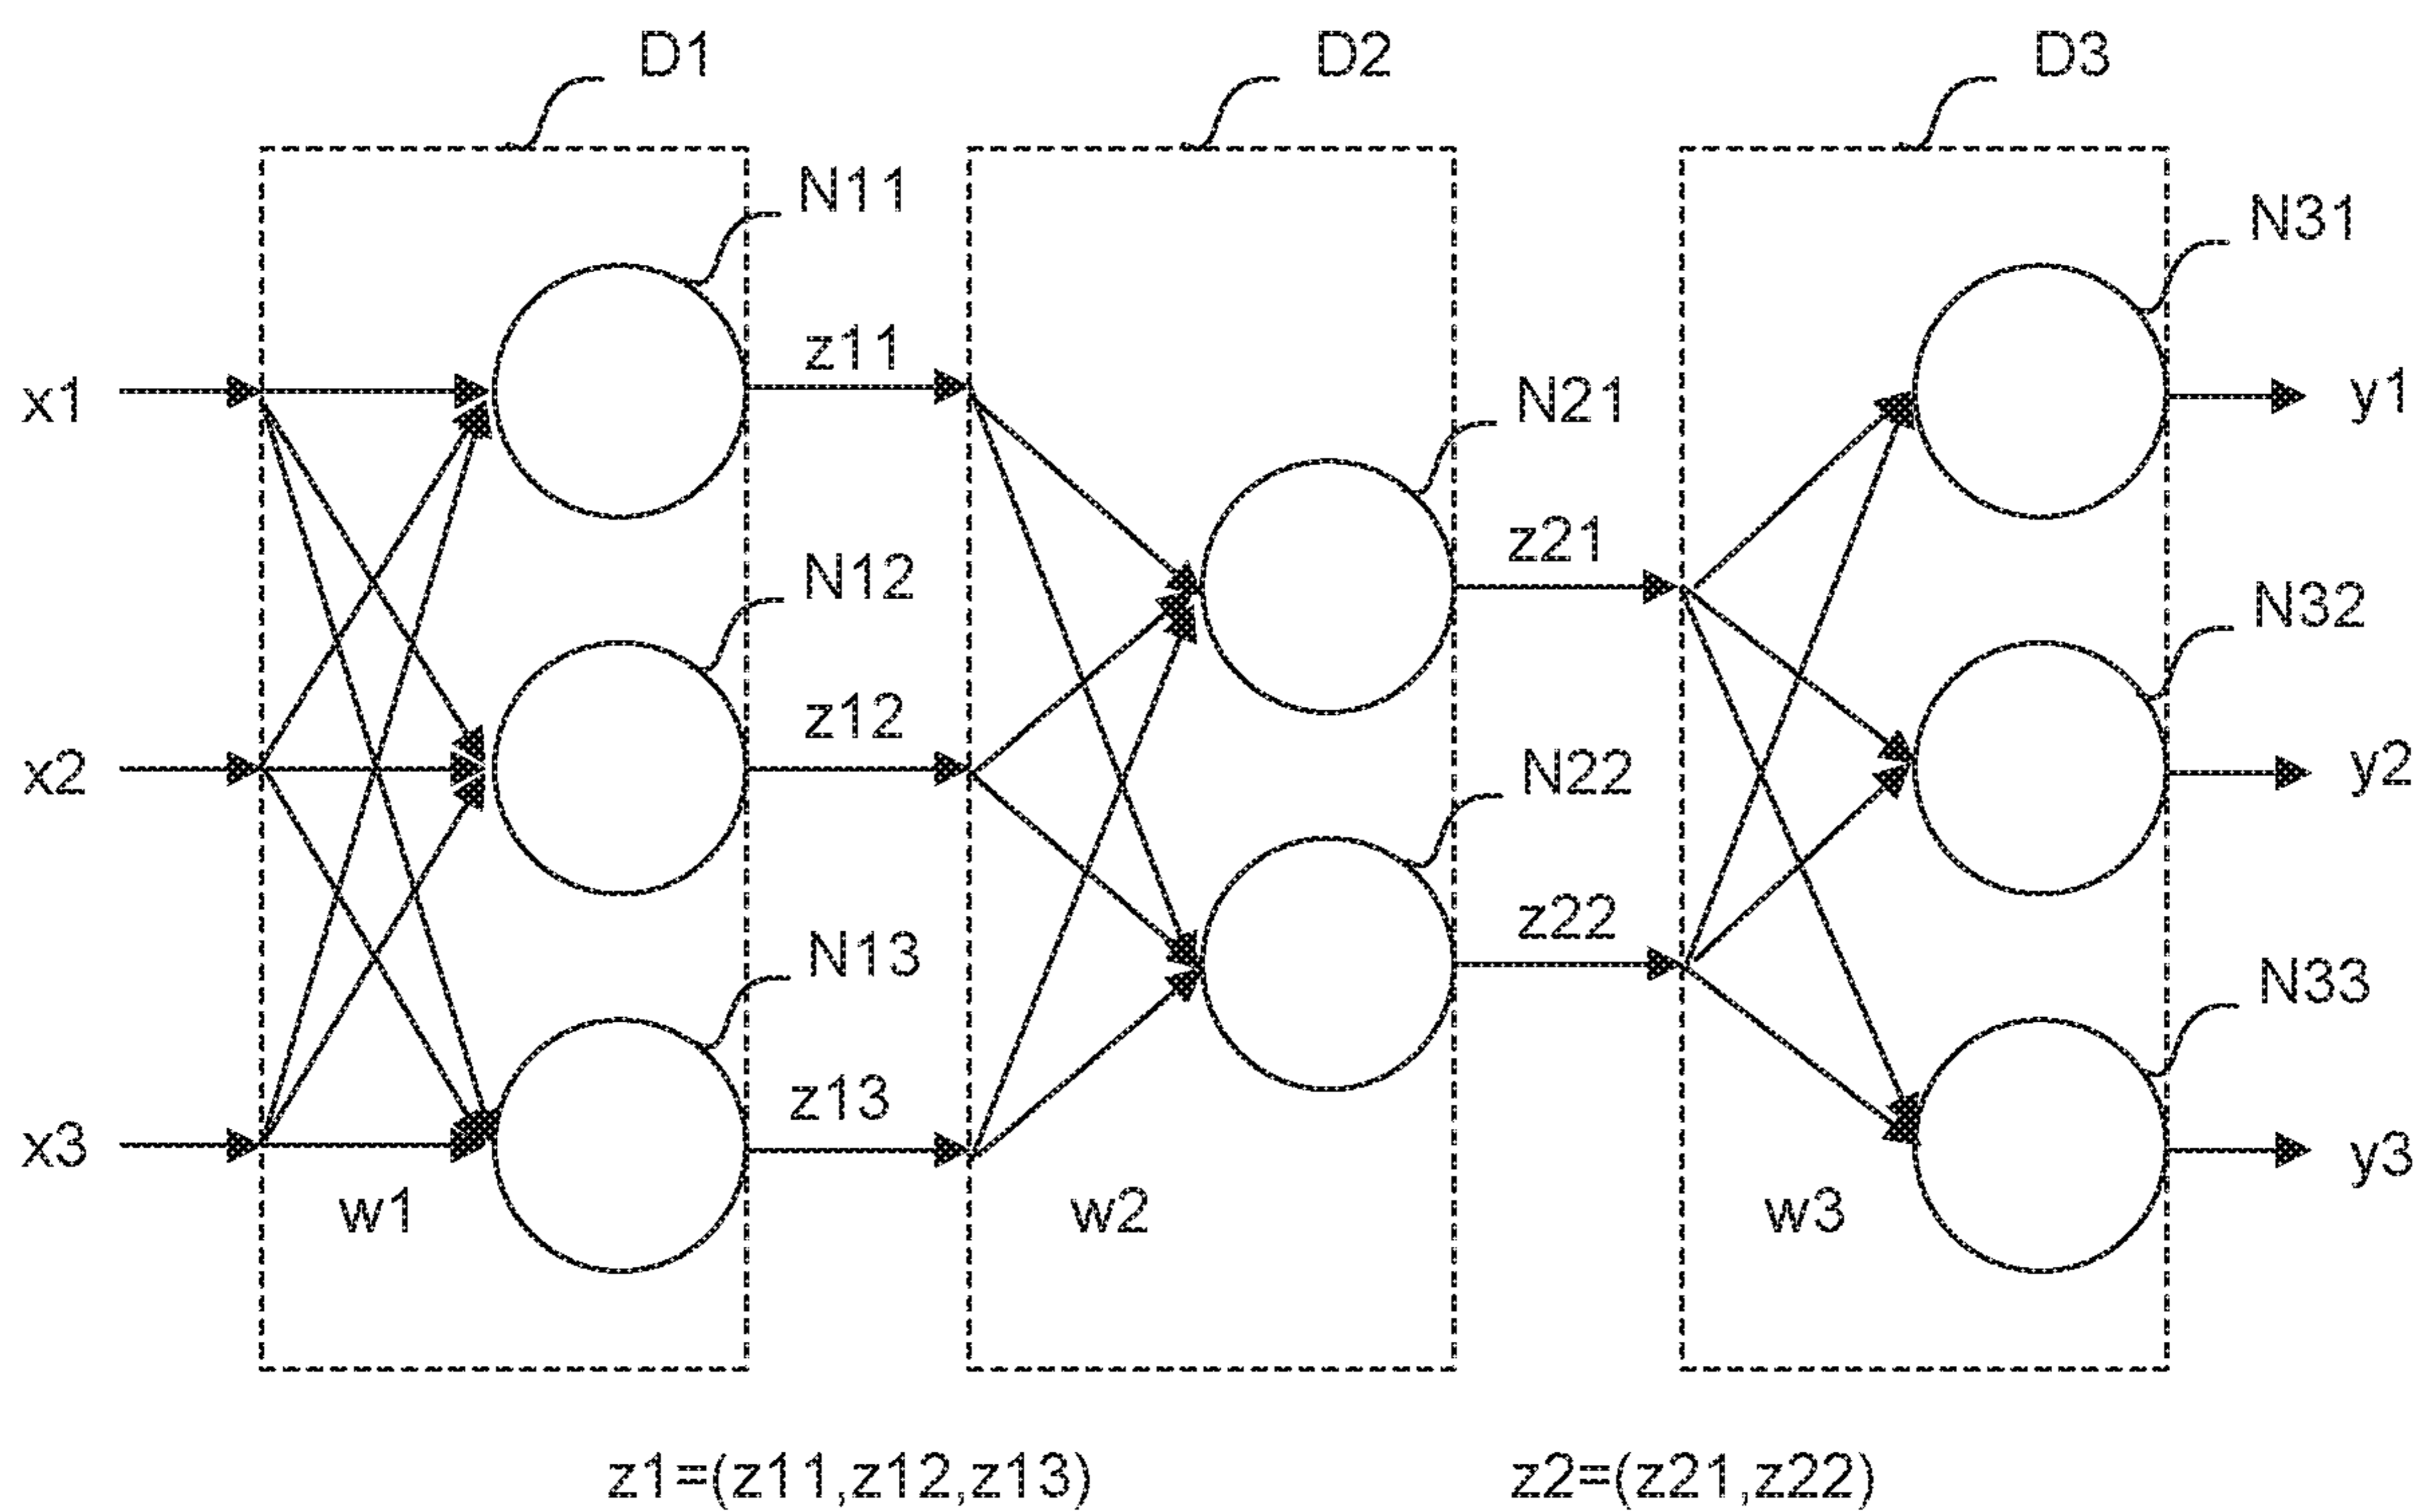 D1 D2 D3
N11 N31
z11 N21
x1 y1
z21
N12 N32
z12 N22
x2 y2
z22
N13 N33
z13
x3 y3
w1 w2 w3
z1=(z11,z12,z13) z2=(z21,z22)